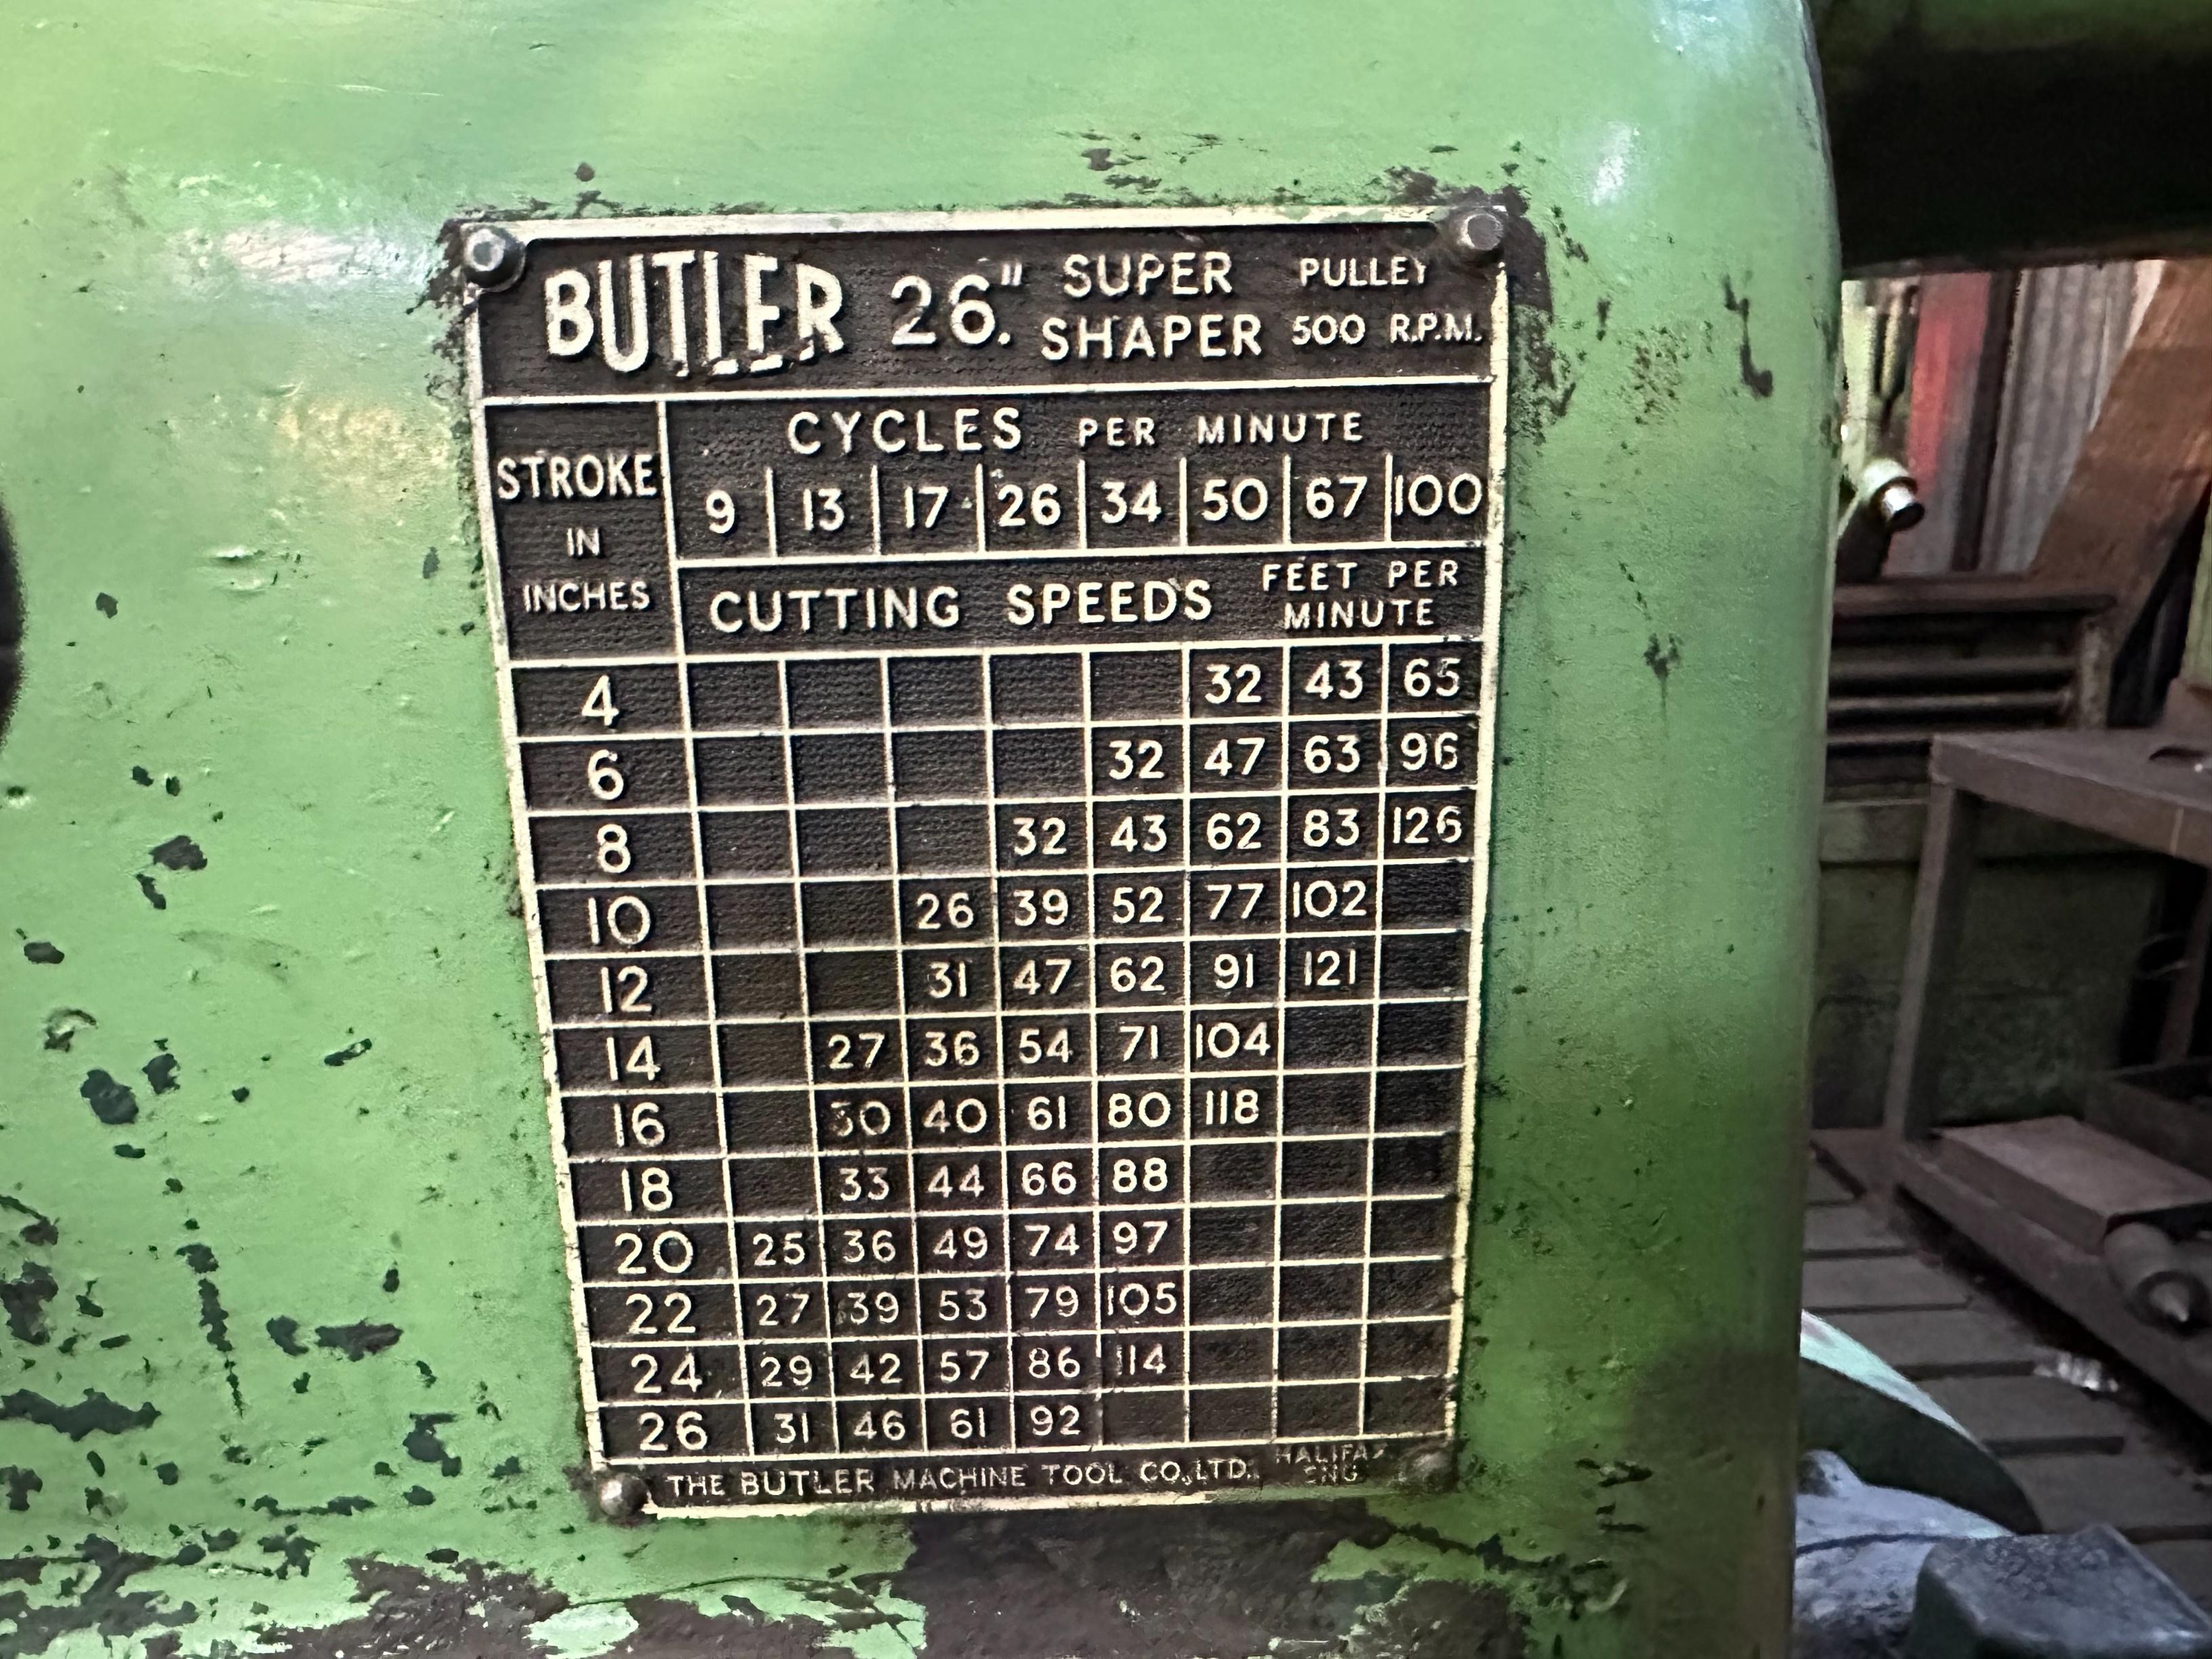 BUTLER 26." SUPER SHAPER PULLEY 500 R.P.M.
STROKE IN INCHES
CYCLES PER MINUTE
9 13 17 26 34 50 67 100
CUTTING SPEEDS FEET PER MINUTE
4 32 43 65
6 32 47 63 96
8 32 43 62 83 126
10 26 39 52 77 102
12 31 47 62 91 121
14 27 36 54 71 104
16 30 40 61 80 118
18 33 44 66 88
20 25 36 49 74 97
22 27 39 53 79 105
24 29 42 57 86 114
26 31 46 61 92
THE BUTLER MACHINE TOOL CO., LTD., HALIFAX ENG